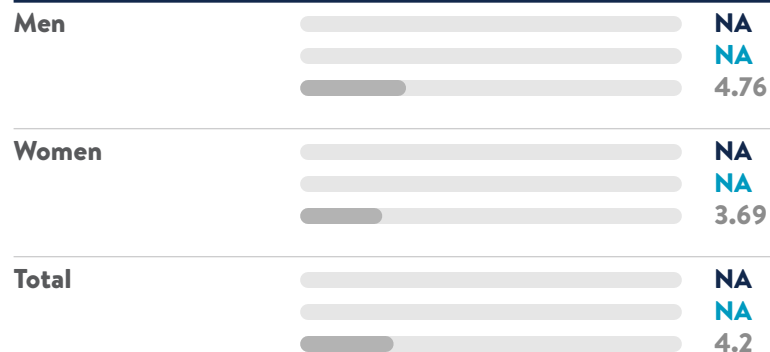 Men NA
NA
4.76
Women NA
NA
3.69
Total NA
NA
4.2